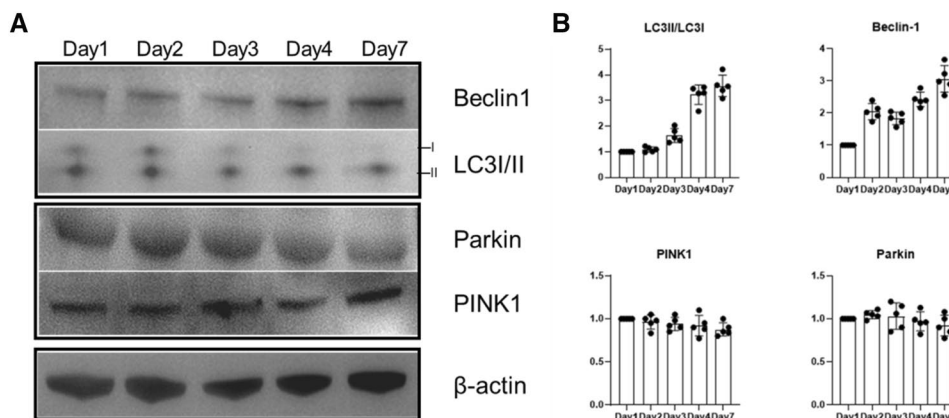 A
Day1 Day2 Day3 Day4 Day7
Beclin1
I
LC3I/II
II
Parkin
PINK1
β-actin
B
LC3II/LC3I
5
4
3
2
1
0
Day1 Day2 Day3 Day4 Day7
Beclin-1
4
3
2
1
0
Day1 Day2 Day3 Day4 Day
PINK1
1.5
1.0
0.5
0.0
Day1 Day2 Day3 Day4 Day7
Parkin
1.5
1.0
0.5
0.0
Day1 Day2 Day3 Day4 Day